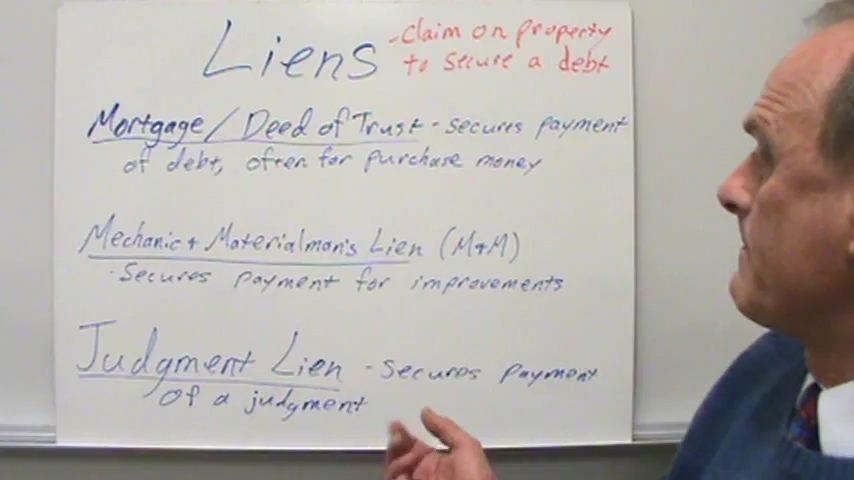 Liens
-Claim on property
to secure a debt
Mortgage / Deed of Trust - secures payment
of debt, often for purchase money
Mechanic + Materialman's Lien (M+M)
Secures payment for improvements
Judgment Lien - Secures payment
of a judgment